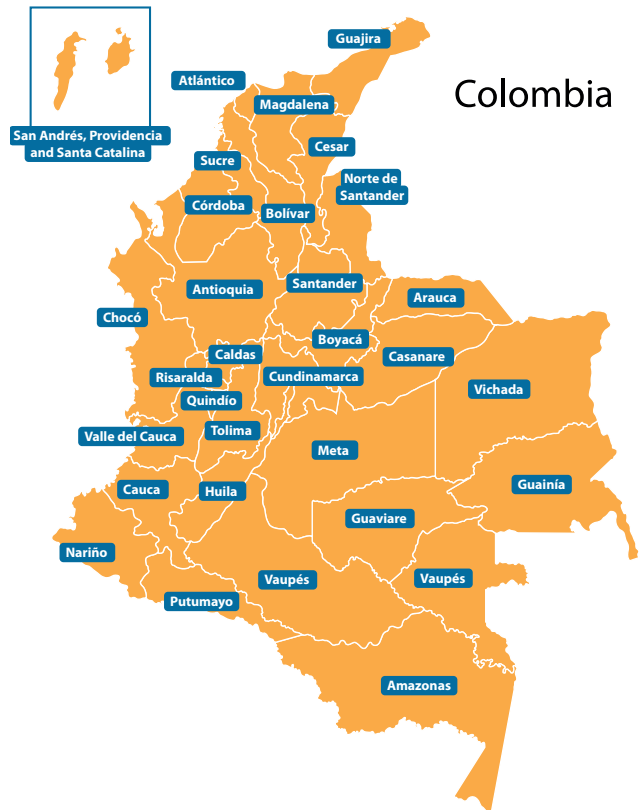 Guajira
Colombia
Atlántico
Magdalena
San Andrés, Providencia
and Santa Catalina
Cesar
Sucre
Norte de
Santander
Córdoba
Bolívar
Antioquia
Santander
Arauca
Chocó
Boyacá
Caldas
Casanare
Risaralda
Cundinamarca
Vichada
Quindío
Valle del Cauca
Tolima
Meta
Cauca
Huila
Guainía
Guaviare
Nariño
Vaupés
Vaupés
Putumayo
Amazonas